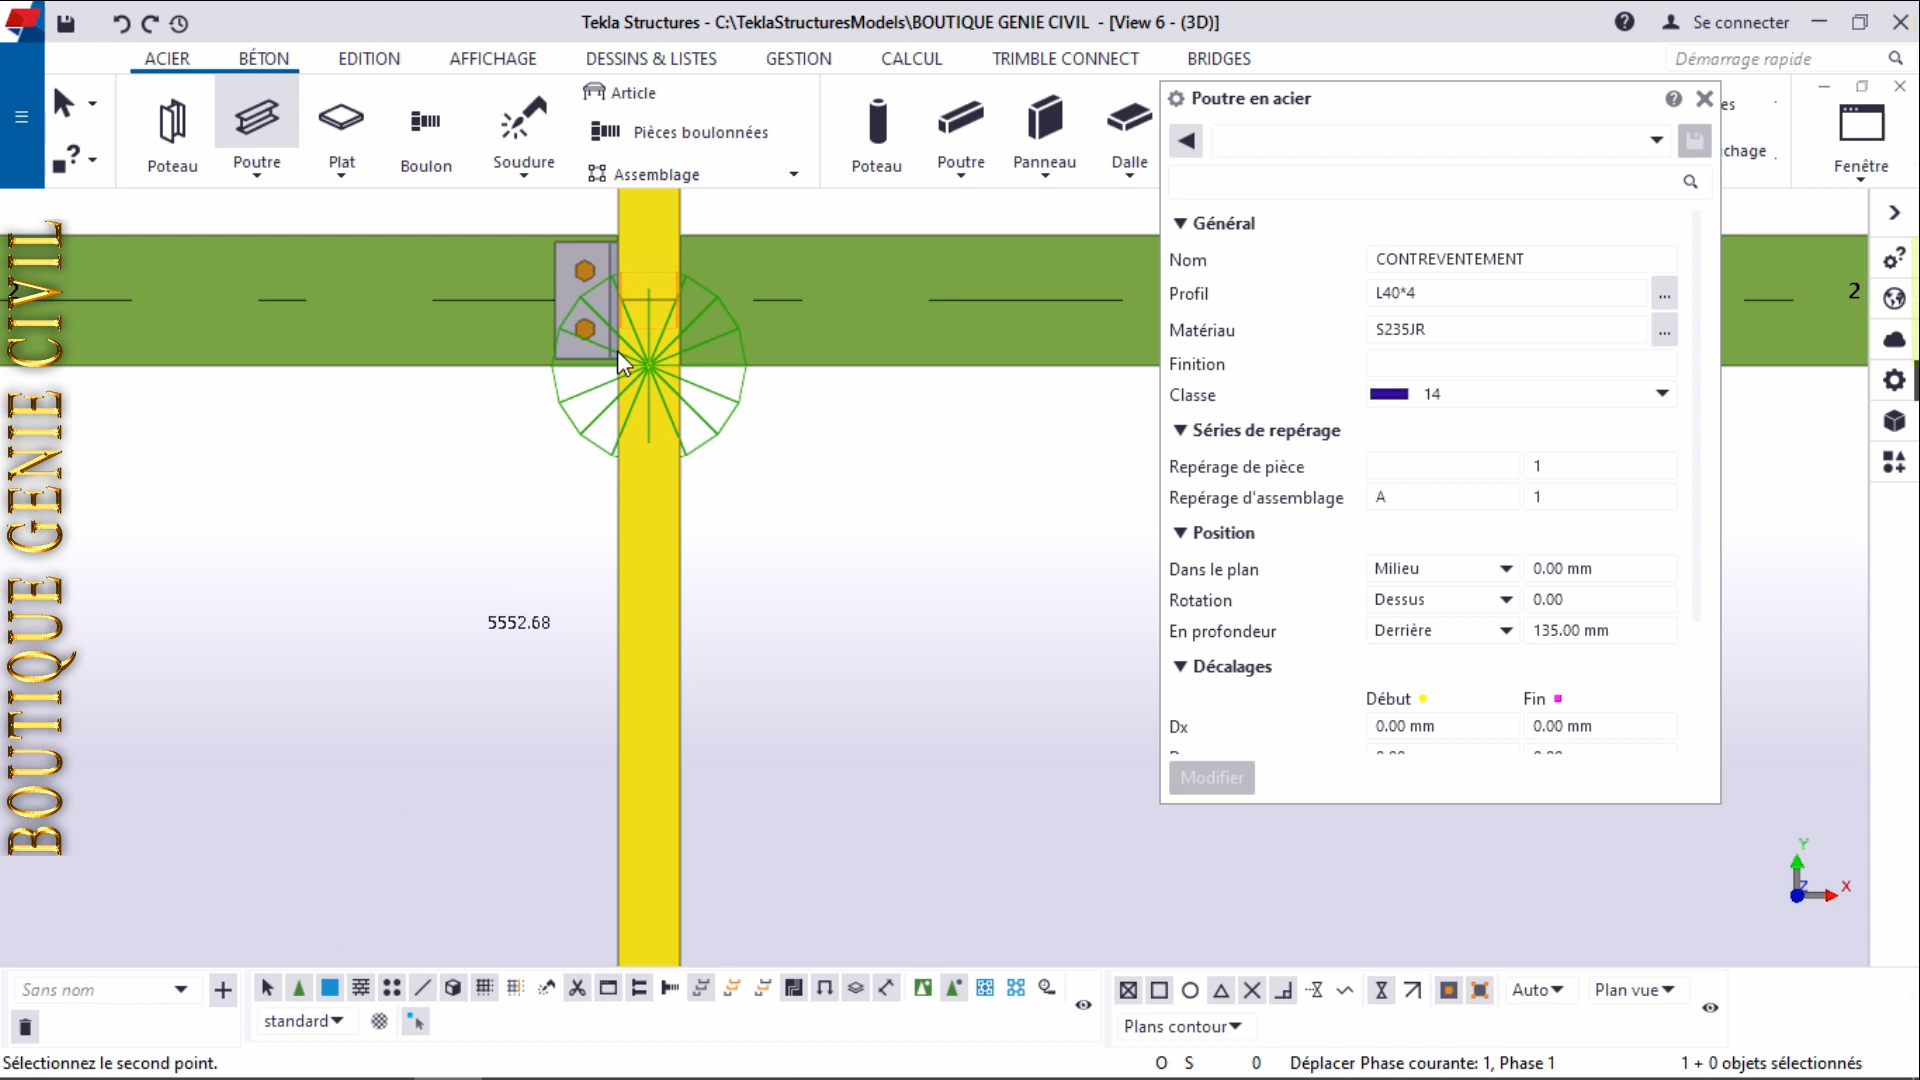 Tekla Structures - C:\TeklaStructuresModels\BOUTIQUE GENIE CIVIL - [View 6 - (3D)]
Se connecter
ACIER BÉTON EDITION AFFICHAGE DESSINS & LISTES GESTION CALCUL TRIMBLE CONNECT BRIDGES
Démarrage rapide
Poteau
Poutre
Plat
Boulon
Soudure
Article
Pièces boulonnées
Assemblage
Poteau
Poutre
Panneau
Dalle
es
chage
Fenêtre
Poutre en acier
Général
Nom CONTREVENTEMENT
Profil L40*4 ...
Matériau S235JR ...
Finition
Classe 14
Séries de repérage
Repérage de pièce 1
Repérage d'assemblage A 1
Position
Dans le plan Milieu 0.00 mm
Rotation Dessus 0.00
En profondeur Derrière 135.00 mm
Décalages
Début Fin
Dx 0.00 mm 0.00 mm
Modifier
BOUTIQUE GENIE CIVIL
2
2
5552.68
Y
X
Z
Sans nom
standard
Auto
Plan vue
Plans contour
Sélectionnez le second point.
O S 0 Déplacer Phase courante: 1, Phase 1 1 + 0 objets sélectionnés